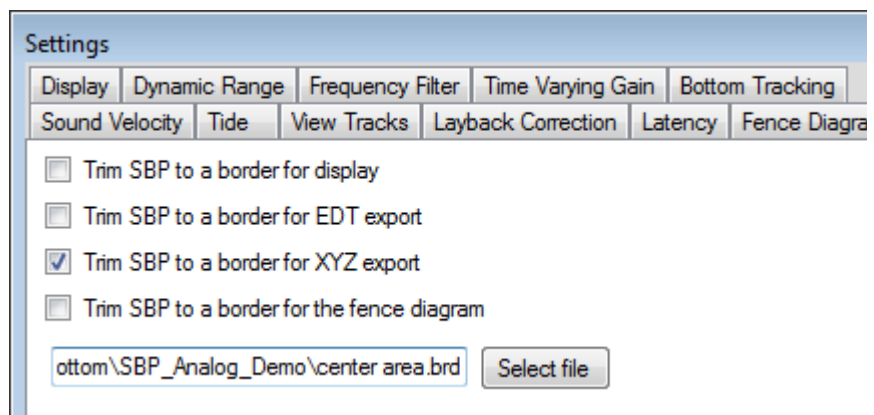 Settings
Display Dynamic Range Frequency Filter Time Varying Gain Bottom Tracking
Sound Velocity Tide View Tracks Layback Correction Latency Fence Diagra
Trim SBP to a border for display
Trim SBP to a border for EDT export
Trim SBP to a border for XYZ export
Trim SBP to a border for the fence diagram
ottom\SBP_Analog_Demo\center area.brd Select file